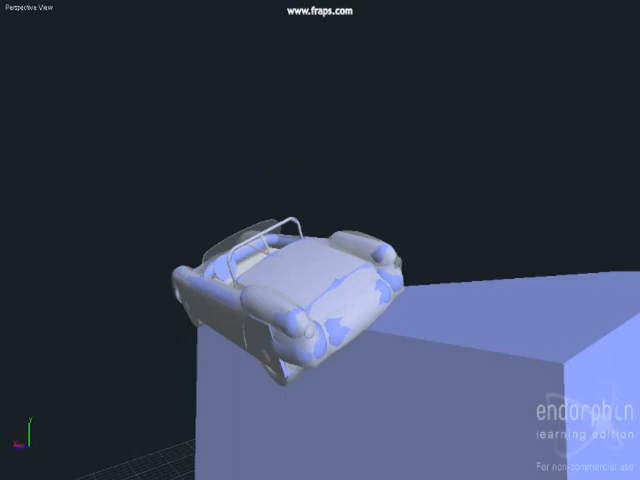 Perspective View
www.fraps.com
y
endorphin
learning edition
For non-commercial use